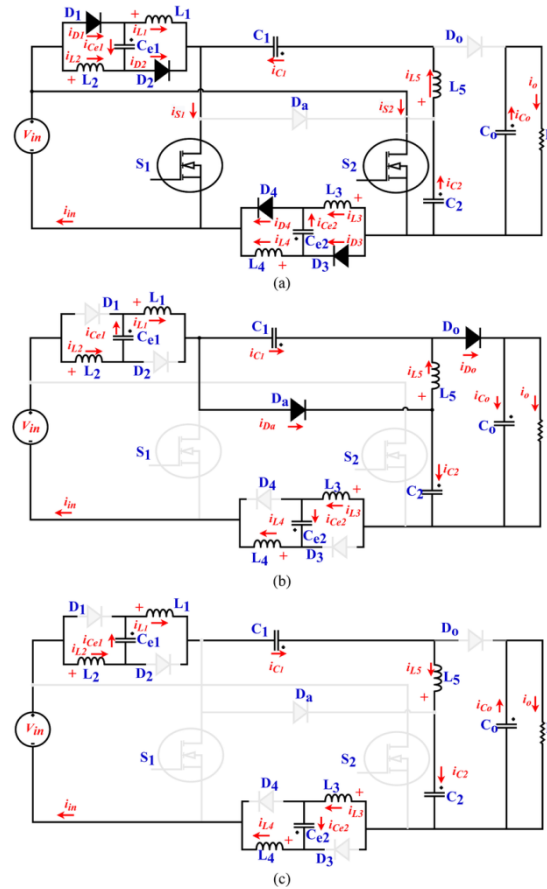 D1 L1
iD1 iCe1 iL1
Ce1
iL2 iD2
L2 D2
C1
iC1
Do
iL5 L5
iS1 Da iS2
S1 S2
Vin
Co iCo io
iC2
C2
D4 L3
iD4 iCe2 iL3
iL4 Ce2 iD3
L4 D3
iin
(a)
D1 L1
iCe1 iL1
Ce1
iL2
L2 D2
C1
iC1
Do
iDo
iL5 L5
Da
iDa
S1 S2
Vin
Co iCo io
iC2
C2
D4 L3
iL4 iCe2 iL3
Ce2
L4 D3
iin
(b)
D1 L1
iCe1 iL1
Ce1
iL2
L2 D2
C1
iC1
Do
iL5 L5
Da
S1 S2
Vin
Co iCo io
iC2
C2
D4 L3
iL4 iCe2 iL3
Ce2
L4 D3
iin
(c)